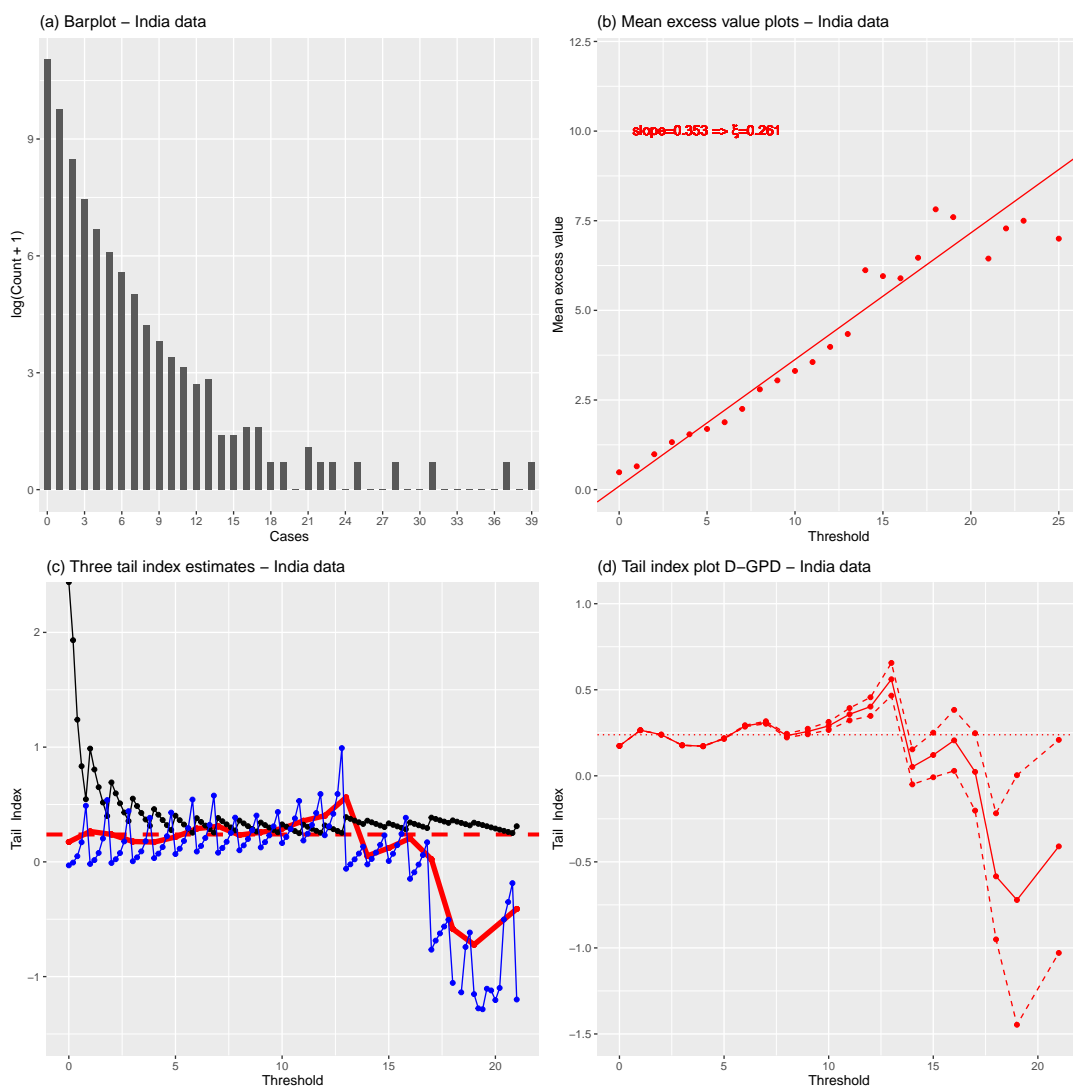 (a) Barplot − India data
log(Count + 1)
9
6
3
0
0 3 6 9 12 15 18 21 24 27 30 33 36 39
Cases
(b) Mean excess value plots − India data
Mean excess value
12.5
10.0
7.5
5.0
2.5
0.0
slope=0.353 => ξ=0.261
0 5 10 15 20 25
Threshold
(c) Three tail index estimates − India data
Tail Index
2
1
0
−1
0 5 10 15 20
Threshold
(d) Tail index plot D−GPD − India data
Tail Index
1.0
0.5
0.0
−0.5
−1.0
−1.5
0 5 10 15 20
Threshold